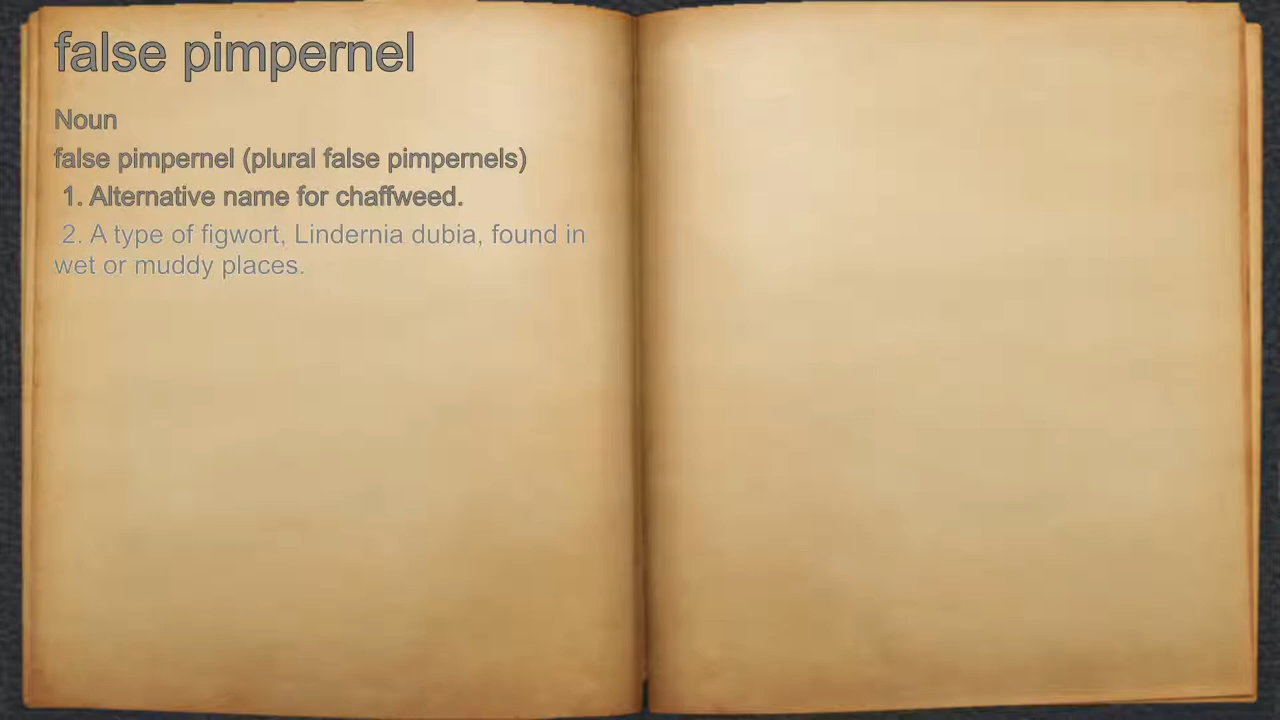 false pimpernel
Noun
false pimpernel (plural false pimpernels)
1. Alternative name for chaffweed.
2. A type of figwort, Lindernia dubia, found in
wet or muddy places.